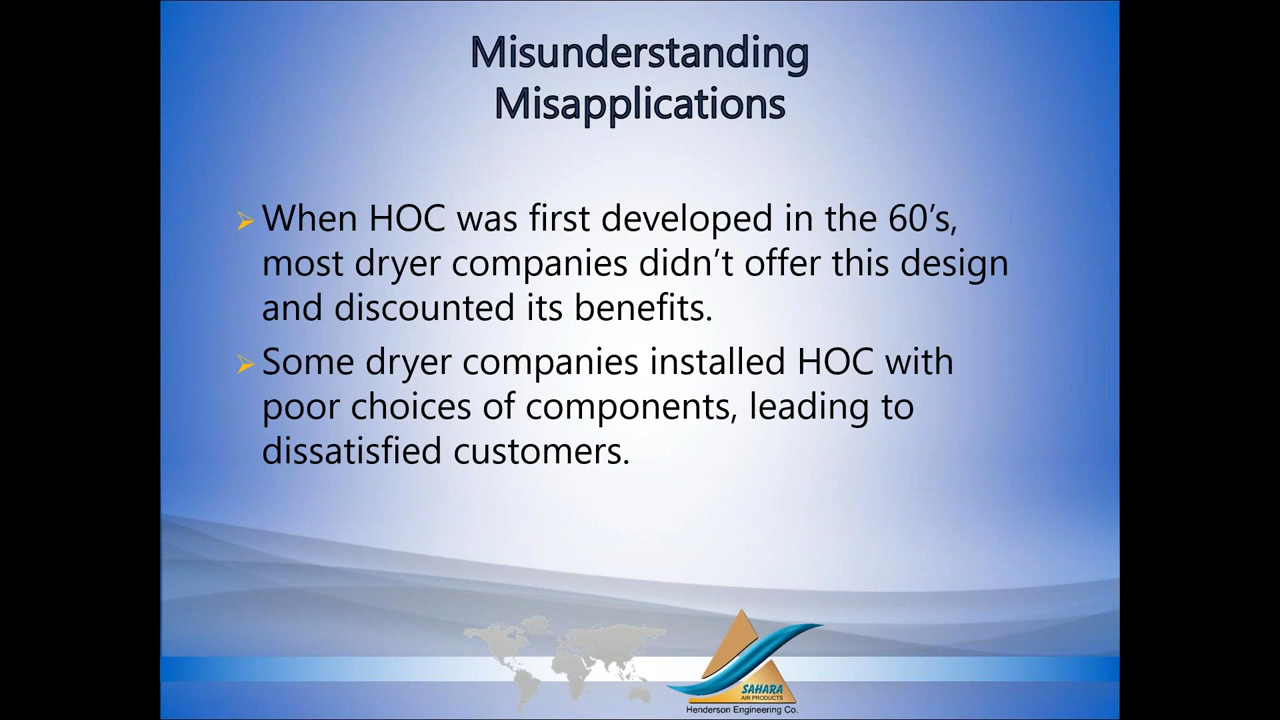 Misunderstanding
Misapplications
When HOC was first developed in the 60’s,
most dryer companies didn’t offer this design
and discounted its benefits.
Some dryer companies installed HOC with
poor choices of components, leading to
dissatisfied customers.
SAHARA
AIR PRODUCTS
Henderson Engineering Co.